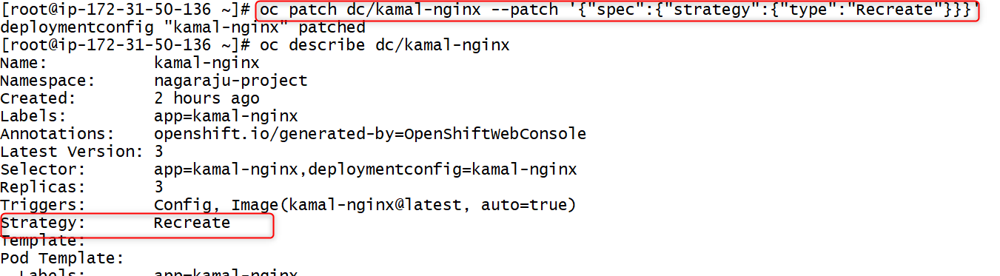 [root@ip-172-31-50-136 ~]# oc patch dc/kamal-nginx --patch '{"spec":{"strategy":{"type":"Recreate"}}}'
deploymentconfig "kamal-nginx" patched
[root@ip-172-31-50-136 ~]# oc describe dc/kamal-nginx
Name: kamal-nginx
Namespace: nagaraju-project
Created: 2 hours ago
Labels: app=kamal-nginx
Annotations: openshift.io/generated-by=OpenShiftWebConsole
Latest Version: 3
Selector: app=kamal-nginx,deploymentconfig=kamal-nginx
Replicas: 3
Triggers: Config, Image(kamal-nginx@latest, auto=true)
Strategy: Recreate
Template:
Pod Template:
Labels: app=kamal-nginx